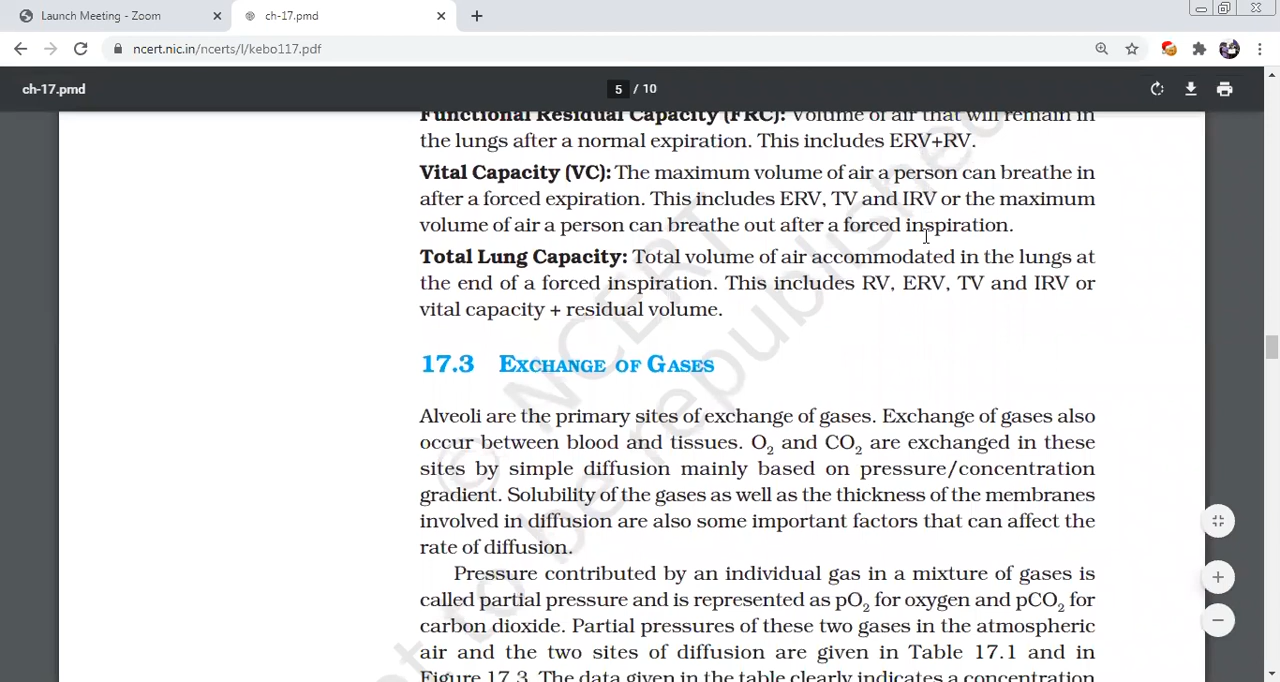 Launch Meeting - Zoom
ch-17.pmd
ncert.nic.in/ncerts/l/kebo117.pdf
ch-17.pmd
5 / 10
Functional Residual Capacity (FRC): Volume of air that will remain in
the lungs after a normal expiration. This includes ERV+RV.
Vital Capacity (VC): The maximum volume of air a person can breathe in
after a forced expiration. This includes ERV, TV and IRV or the maximum
volume of air a person can breathe out after a forced inspiration.
Total Lung Capacity: Total volume of air accommodated in the lungs at
the end of a forced inspiration. This includes RV, ERV, TV and IRV or
vital capacity + residual volume.
17.3 EXCHANGE OF GASES
Alveoli are the primary sites of exchange of gases. Exchange of gases also
occur between blood and tissues. O₂ and CO₂ are exchanged in these
sites by simple diffusion mainly based on pressure/concentration
gradient. Solubility of the gases as well as the thickness of the membranes
involved in diffusion are also some important factors that can affect the
rate of diffusion.
Pressure contributed by an individual gas in a mixture of gases is
called partial pressure and is represented as pO₂ for oxygen and pCO₂ for
carbon dioxide. Partial pressures of these two gases in the atmospheric
air and the two sites of diffusion are given in Table 17.1 and in
Figure 17.3. The data given in the table clearly indicates a concentration
© NCERT
not to be republished